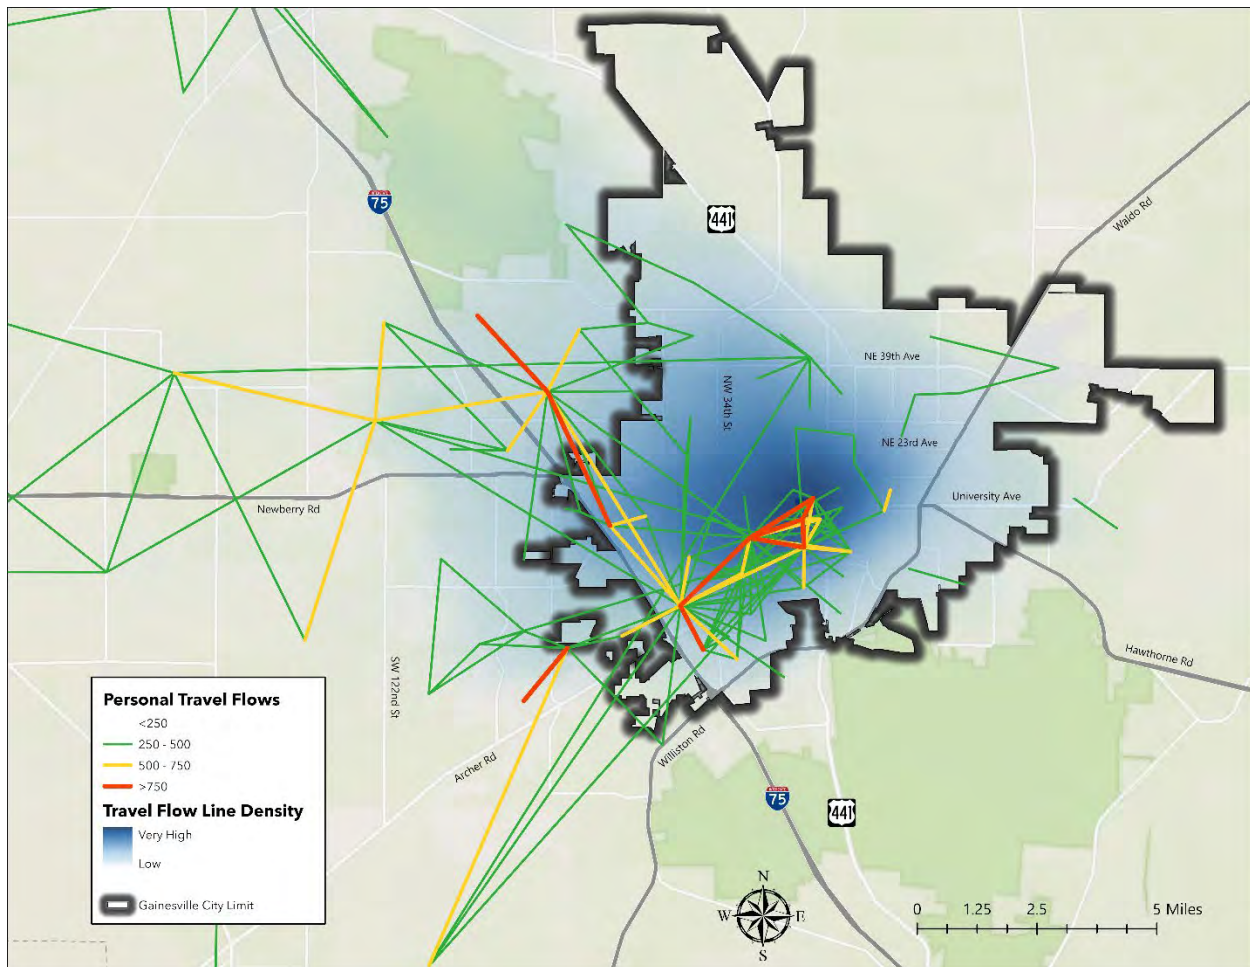 75
441
Waldo Rd
NE 39th Ave
NW 34th St
NE 23rd Ave
University Ave
Newberry Rd
Hawthorne Rd
SW 122nd St
Archer Rd
Williston Rd
75
441
Personal Travel Flows
<250
250 - 500
500 - 750
>750
Travel Flow Line Density
Very High
Low
Gainesville City Limit
N
W E
S
0 1.25 2.5 5 Miles